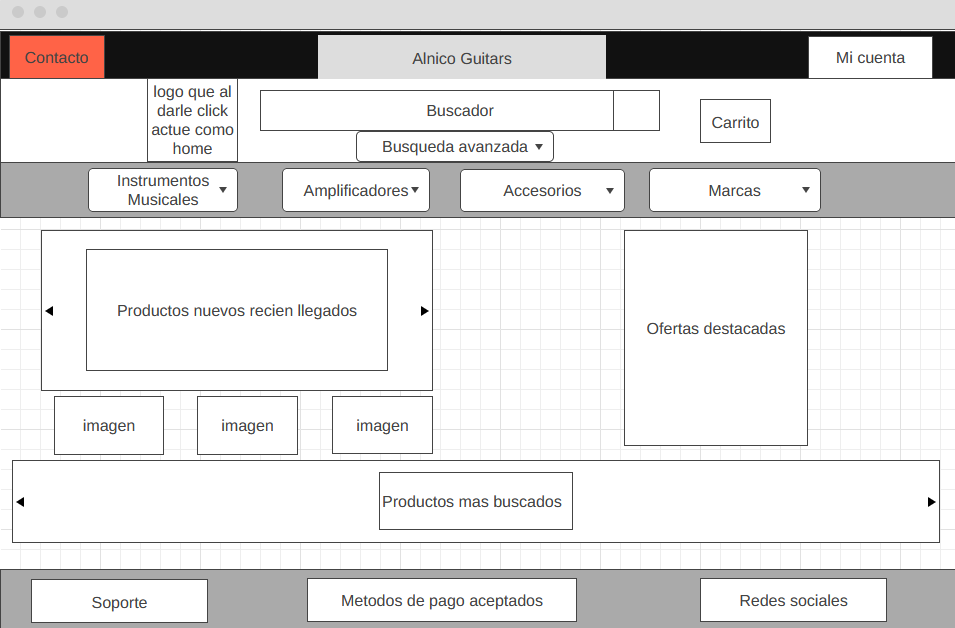 Contacto
Alnico Guitars
Mi cuenta
logo que al
darle click
actue como
home
Buscador
Carrito
Busqueda avanzada
Instrumentos
Musicales
Amplificadores
Accesorios
Marcas
Productos nuevos recien llegados
Ofertas destacadas
imagen
imagen
imagen
Productos mas buscados
Soporte
Metodos de pago aceptados
Redes sociales